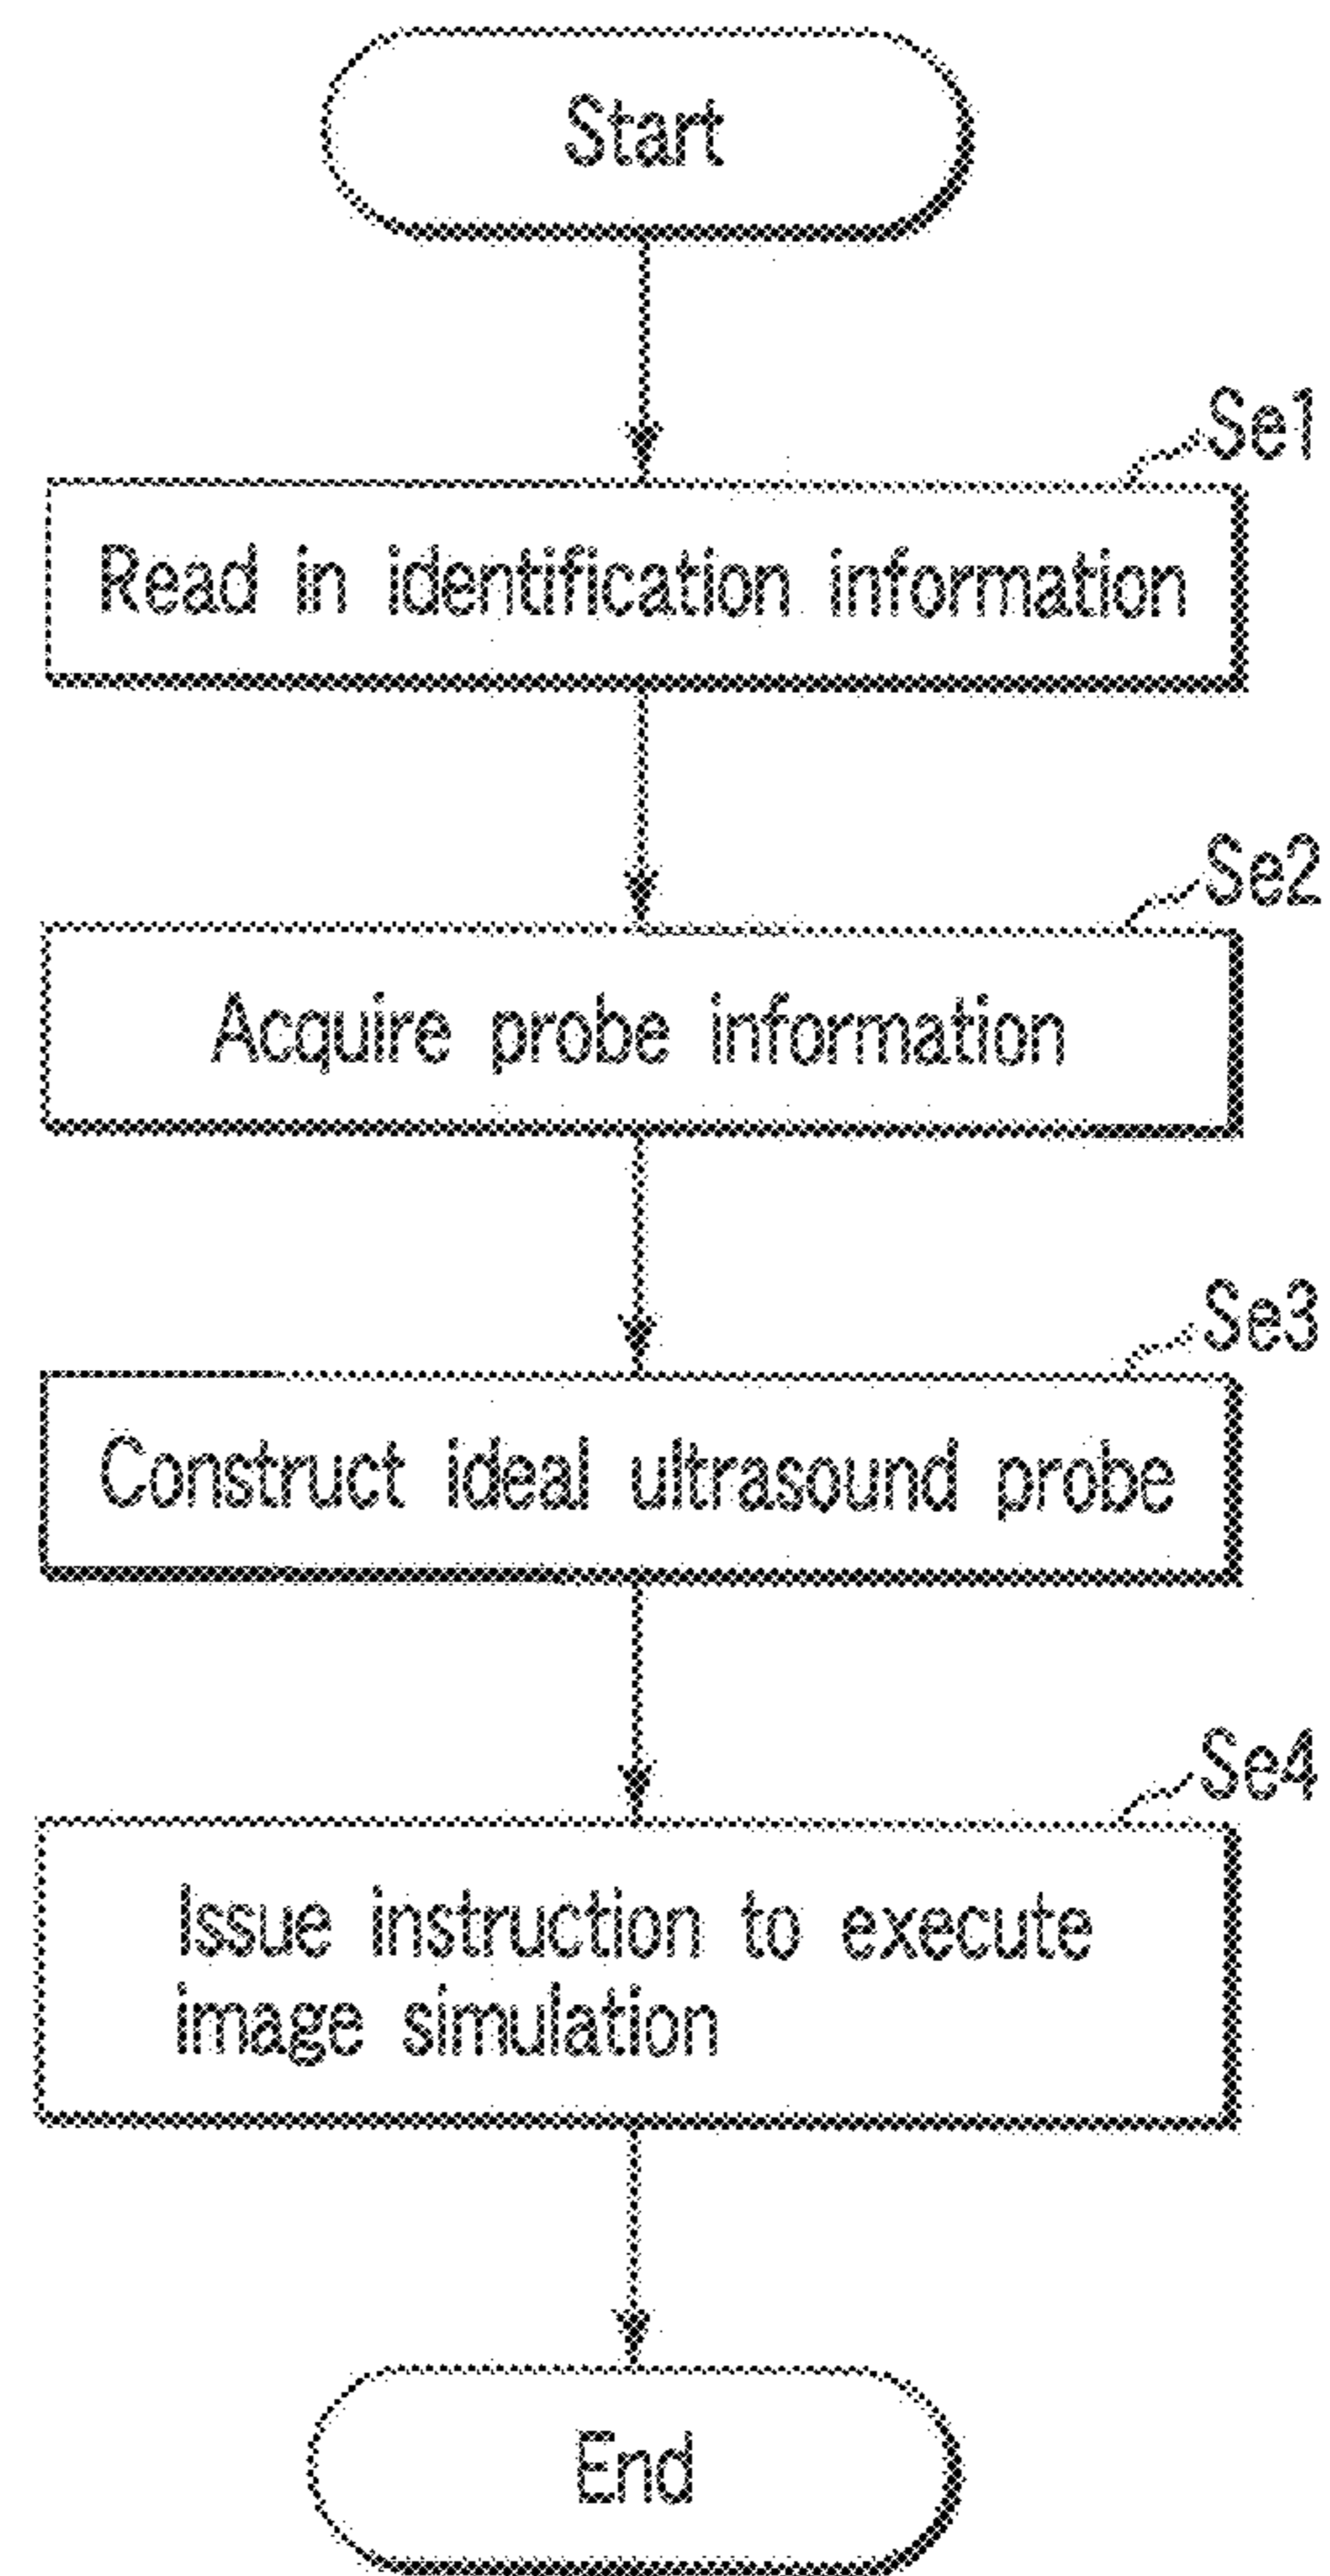 Start
Se1
Read in identification information
Se2
Acquire probe information
Se3
Construct ideal ultrasound probe
Se4
Issue instruction to execute
image simulation
End